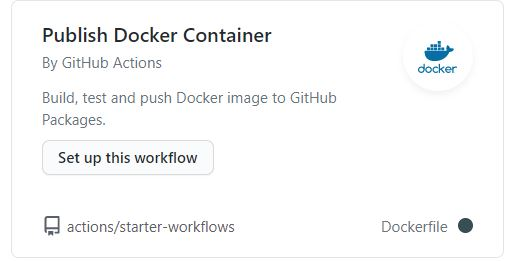 Publish Docker Container
By GitHub Actions
docker
Build, test and push Docker image to GitHub
Packages.
Set up this workflow
actions/starter-workflows
Dockerfile